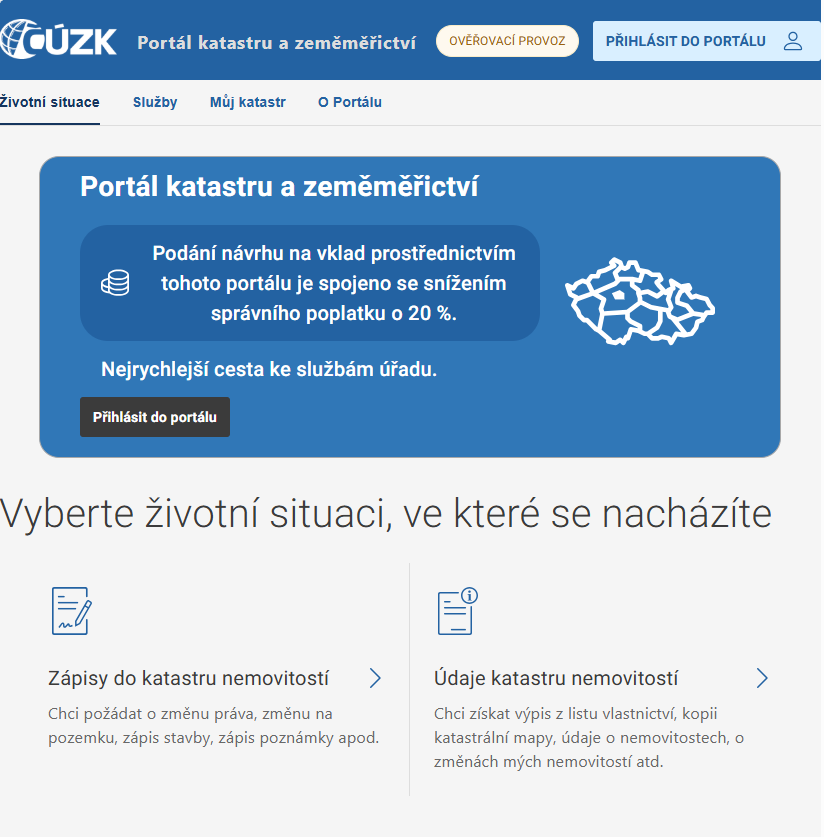 ČÚZK
Portál katastru a zeměměřictví
OVĚŘOVACÍ PROVOZ
PŘIHLÁSIT DO PORTÁLU
Životní situace
Služby
Můj katastr
O Portálu
Portál katastru a zeměměřictví
Podání návrhu na vklad prostřednictvím
tohoto portálu je spojeno se snížením
správního poplatku o 20 %.
Nejrychlejší cesta ke službám úřadu.
Přihlásit do portálu
Vyberte životní situaci, ve které se nacházíte
Zápisy do katastru nemovitostí
Chci požádat o změnu práva, změnu na
pozemku, zápis stavby, zápis poznámky apod.
Údaje katastru nemovitostí
Chci získat výpis z listu vlastnictví, kopii
katastrální mapy, údaje o nemovitostech, o
změnách mých nemovitostí atd.